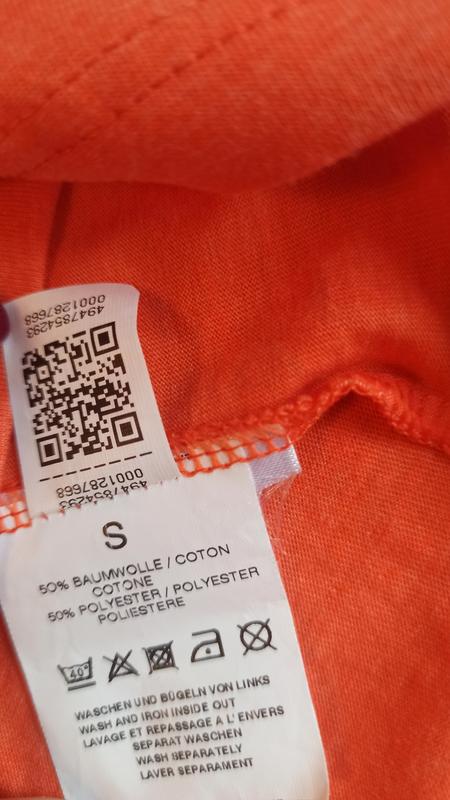 4947854293
0001287668
0001287668
S
50% BAUMWOLLE / COTON
COTONE
50% POLYESTER / POLYESTER
POLIESTERE
40°
WASCHEN UND BÜGELN VON LINKS
WASH AND IRON INSIDE OUT
LAVAGE ET REPASSAGE A L'ENVERS
SEPARAT WASCHEN
WASH SEPARATELY
LAVER SEPARAMENT